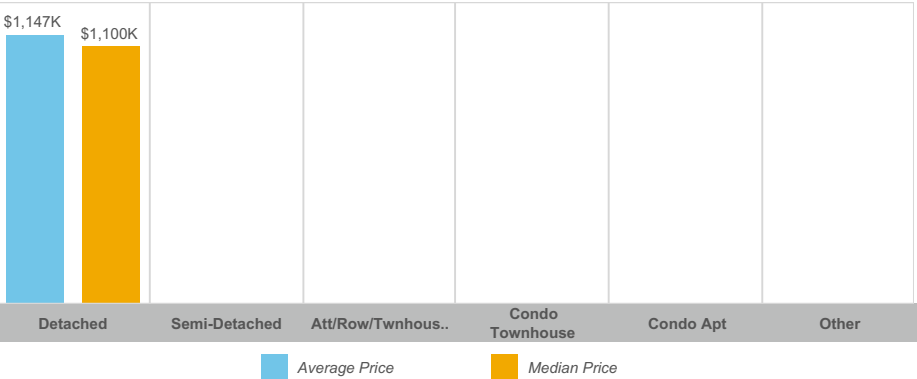 $1,147K
$1,100K
Detached
Semi-Detached
Att/Row/Twnhous..
Condo
Townhouse
Condo Apt
Other
Average Price
Median Price